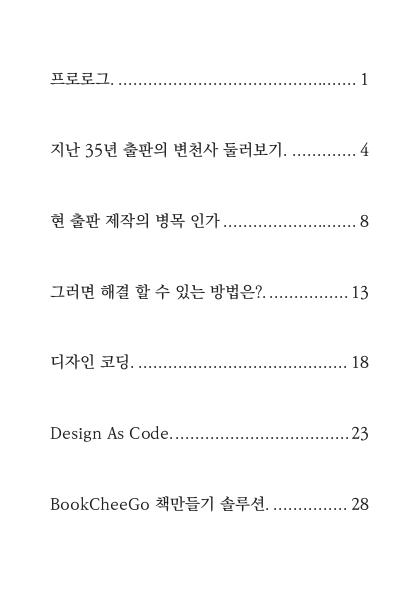 프로로그. ........................................ 1
지난 35년 출판의 변천사 둘러보기. ............. 4
현 출판 제작의 병목 인가 ........................... 8
그러면 해결 할 수 있는 방법은?. ................ 13
디자인 코딩. ................................... 18
Design As Code. .................................. 23
BookCheeGo 책만들기 솔루션. ............... 28